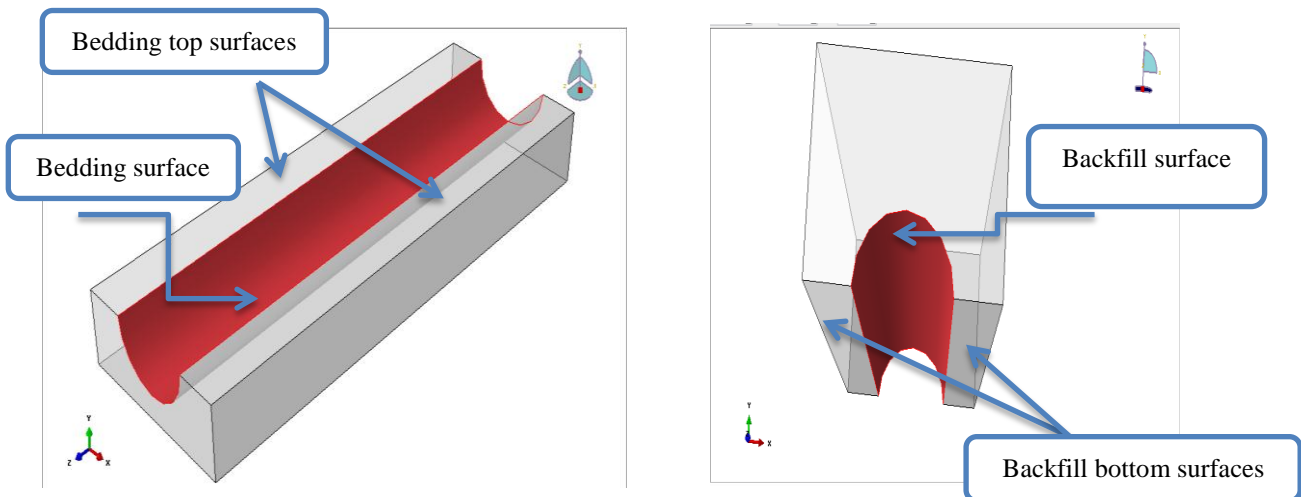 Bedding top surfaces
Bedding surface
Y
Z
X
Backfill surface
Y
X
Backfill bottom surfaces